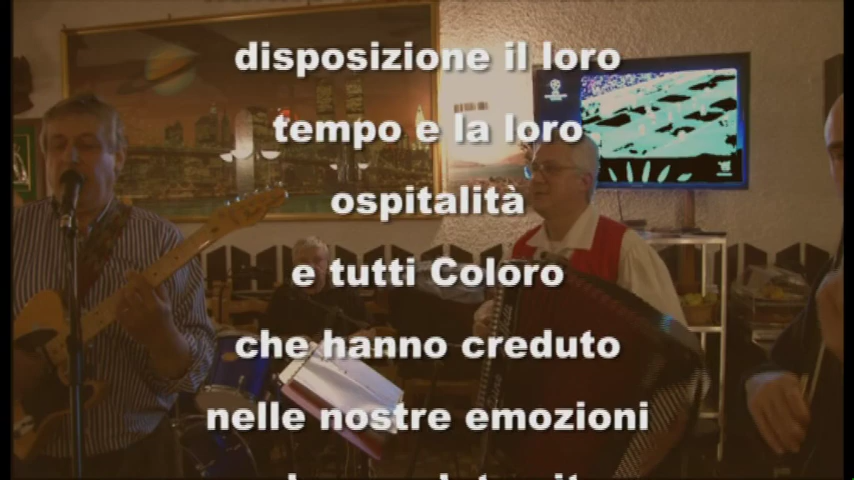 disposizione il loro
tempo e la loro
ospitalità
e tutti Coloro
che hanno creduto
nelle nostre emozioni